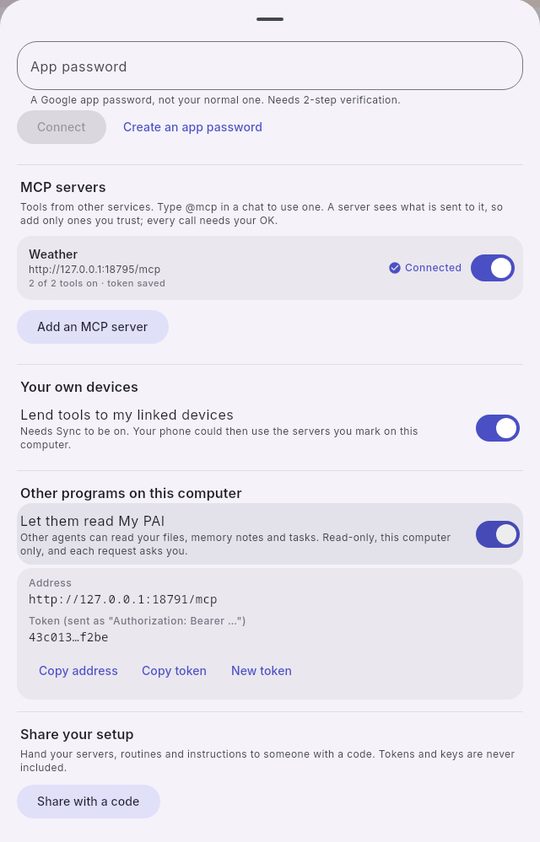 App password
A Google app password, not your normal one. Needs 2-step verification.
Connect
Create an app password
MCP servers
Tools from other services. Type @mcp in a chat to use one. A server sees what is sent to it, so
add only ones you trust; every call needs your OK.
Weather
http://127.0.0.1:18795/mcp
2 of 2 tools on · token saved
Connected
Add an MCP server
Your own devices
Lend tools to my linked devices
Needs Sync to be on. Your phone could then use the servers you mark on this
computer.
Other programs on this computer
Let them read My PAI
Other agents can read your files, memory notes and tasks. Read-only, this computer
only, and each request asks you.
Address
http://127.0.0.1:18791/mcp
Token (sent as "Authorization: Bearer ...")
43c013…f2be
Copy address
Copy token
New token
Share your setup
Hand your servers, routines and instructions to someone with a code. Tokens and keys are never
included.
Share with a code